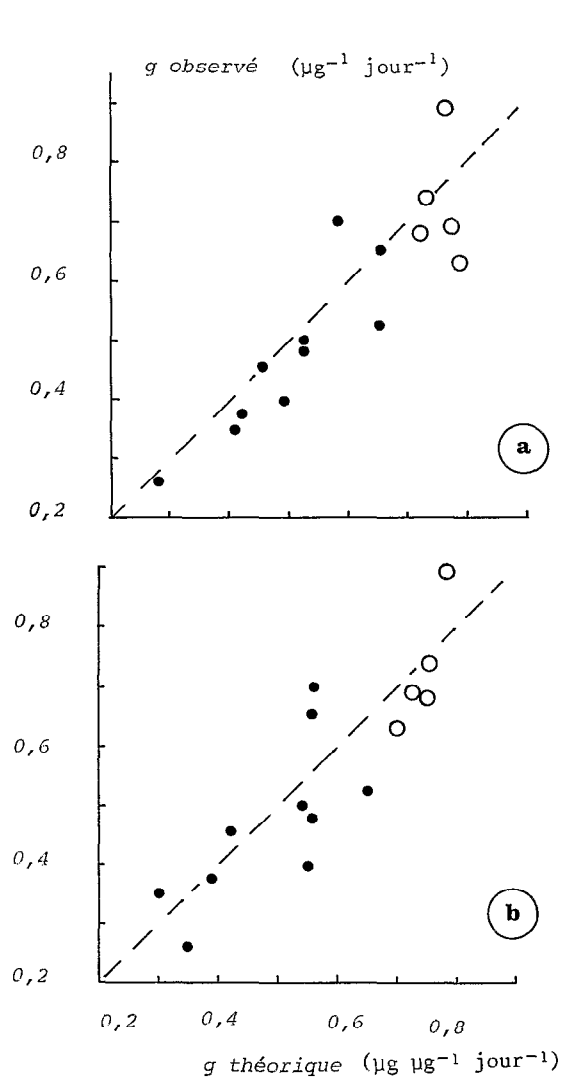 g observé (µg⁻¹ jour⁻¹)
0,8
0,6
0,4
a
0,2
0,8
0,6
0,4
b
0,2
0,2 0,4 0,6 0,8
g théorique (µg µg⁻¹ jour⁻¹)